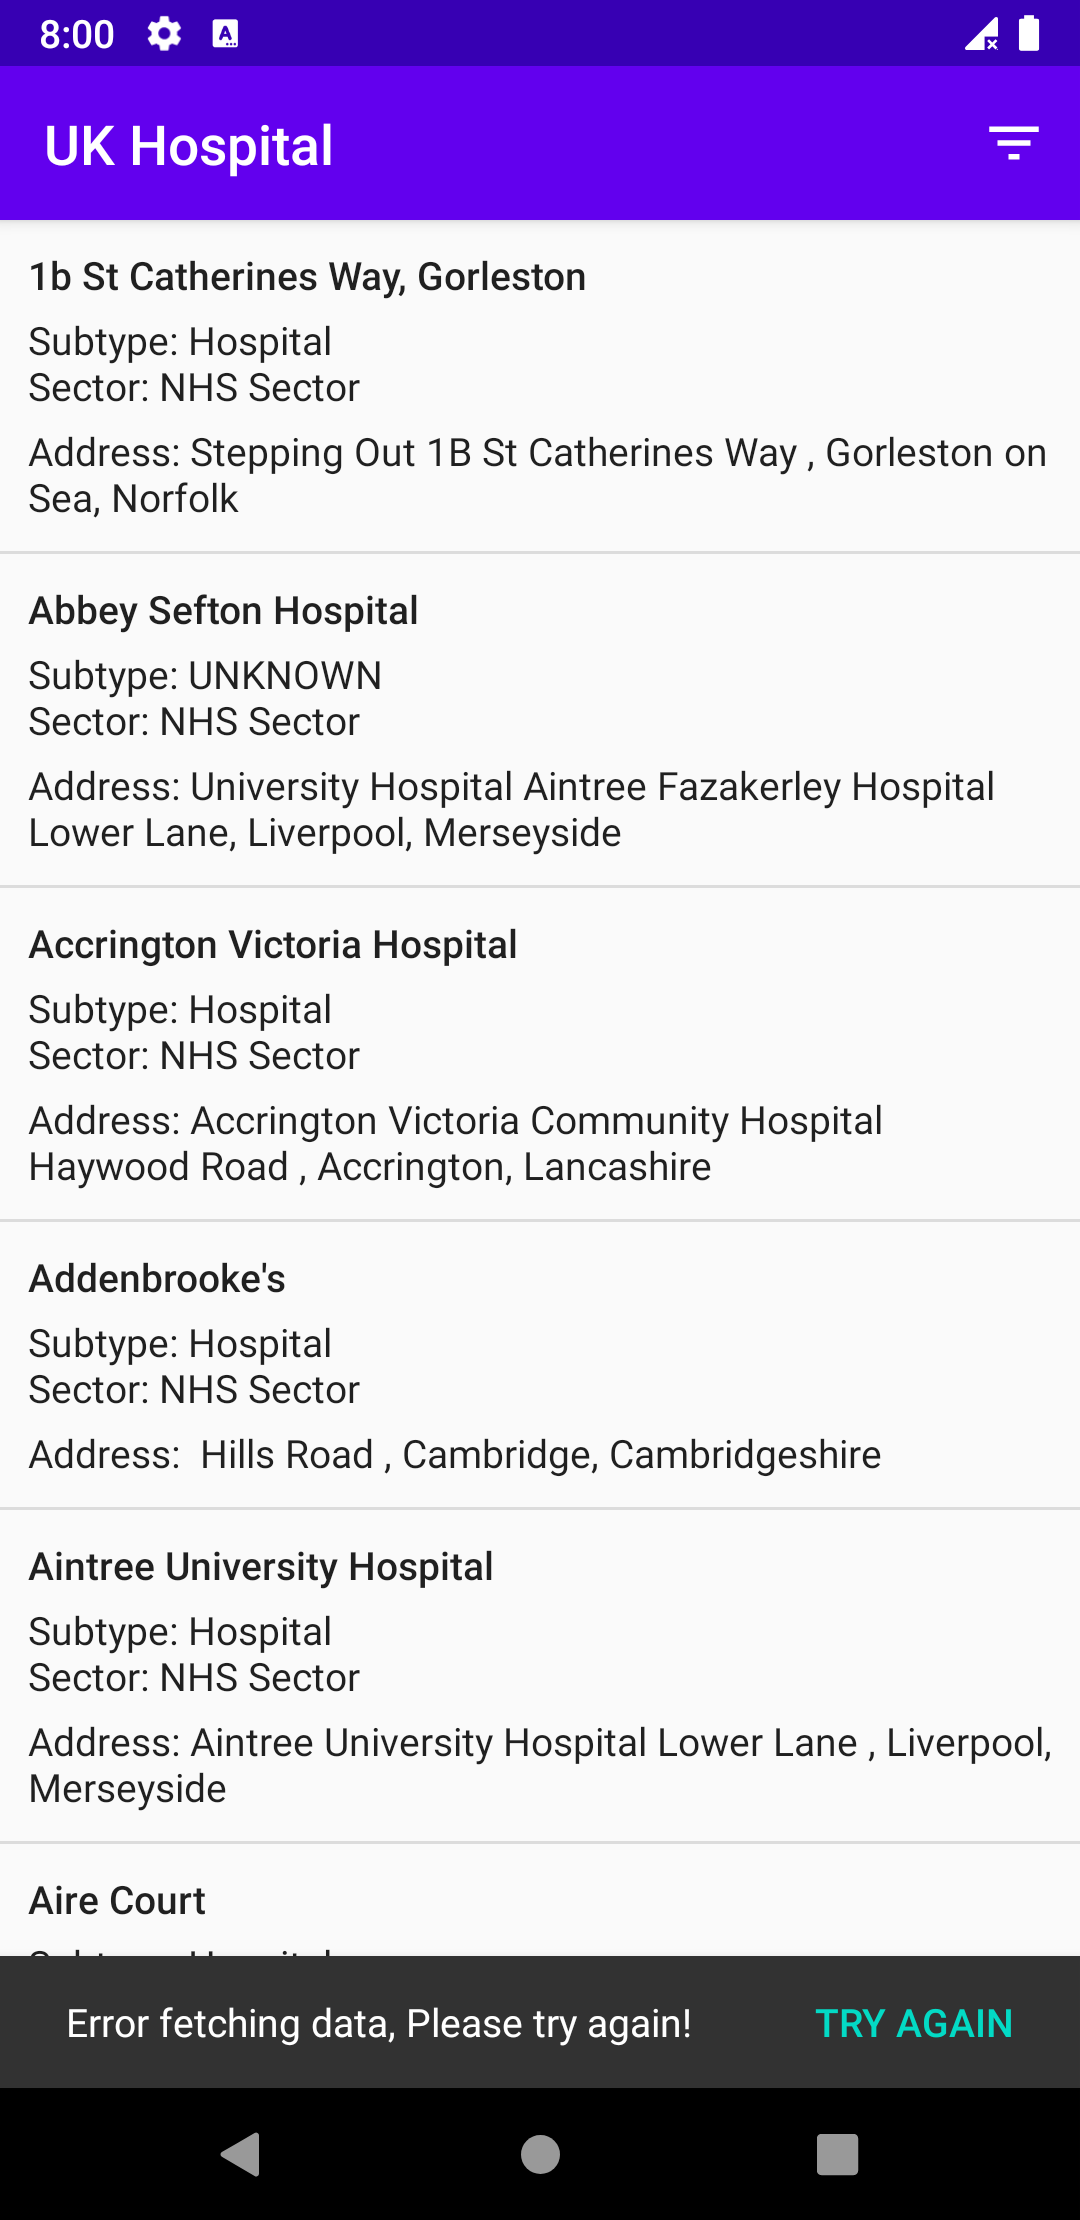 8:00
UK Hospital
1b St Catherines Way, Gorleston
Subtype: Hospital
Sector: NHS Sector
Address: Stepping Out 1B St Catherines Way , Gorleston on
Sea, Norfolk
Abbey Sefton Hospital
Subtype: UNKNOWN
Sector: NHS Sector
Address: University Hospital Aintree Fazakerley Hospital
Lower Lane, Liverpool, Merseyside
Accrington Victoria Hospital
Subtype: Hospital
Sector: NHS Sector
Address: Accrington Victoria Community Hospital
Haywood Road , Accrington, Lancashire
Addenbrooke's
Subtype: Hospital
Sector: NHS Sector
Address:  Hills Road , Cambridge, Cambridgeshire
Aintree University Hospital
Subtype: Hospital
Sector: NHS Sector
Address: Aintree University Hospital Lower Lane , Liverpool,
Merseyside
Aire Court
Error fetching data, Please try again!
TRY AGAIN